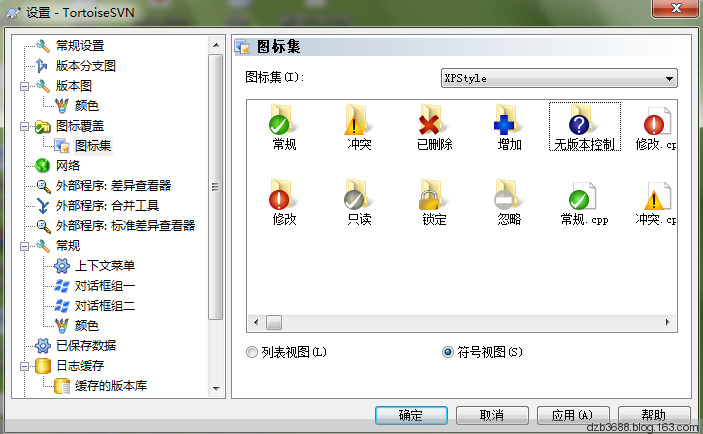 设置 - TortoiseSVN
常规设置
版本分支图
版本图
颜色
图标覆盖
图标集
网络
外部程序: 差异查看器
外部程序: 合并工具
外部程序: 标准差异查看器
常规
上下文菜单
对话框组一
对话框组二
颜色
已保存数据
日志缓存
缓存的版本库
图标集
图标集(I):
XPStyle
常规
冲突
已删除
增加
无版本控制
修改.cp
修改
只读
锁定
忽略
常规.cpp
冲突.cp
列表视图(L)
符号视图(S)
确定
取消
应用(A)
帮助
dzb3688.blog.163.com